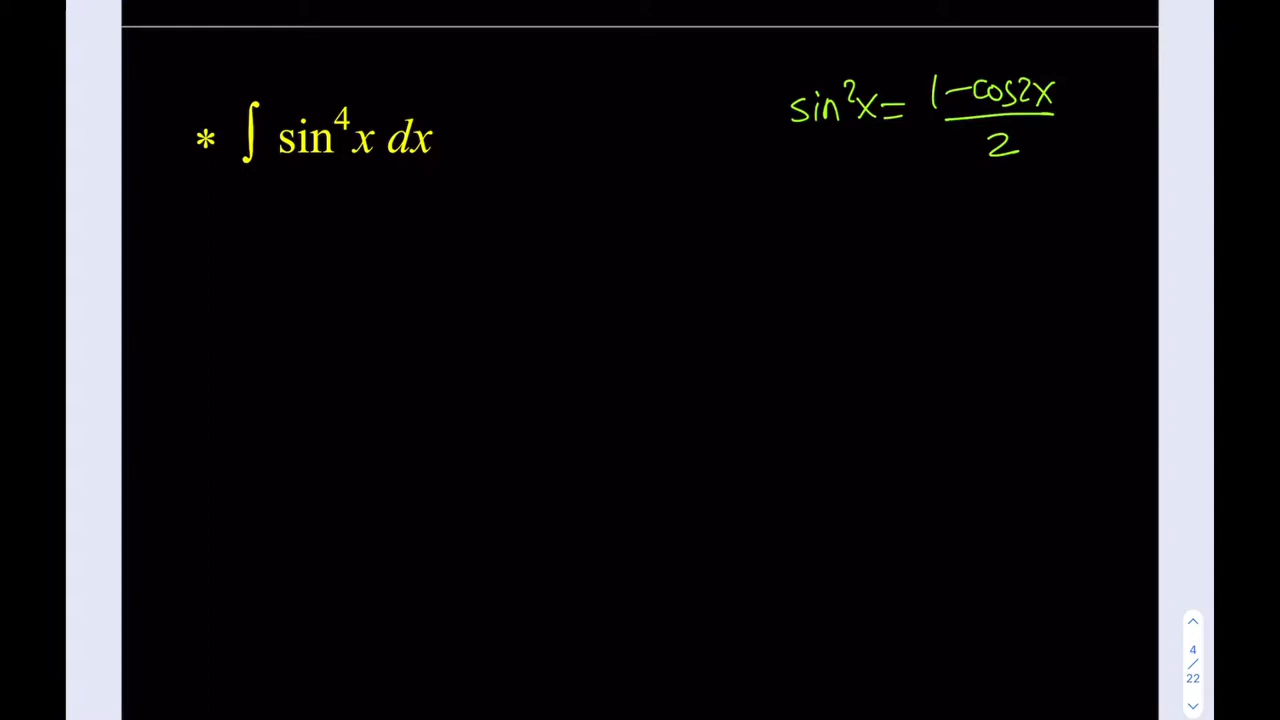 * ∫ sin⁴x dx
sin²x = 1-cos2x / 2
4
/
22